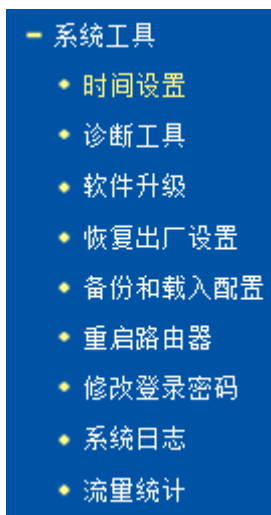 系统工具
时间设置
诊断工具
软件升级
恢复出厂设置
备份和载入配置
重启路由器
修改登录密码
系统日志
流量统计